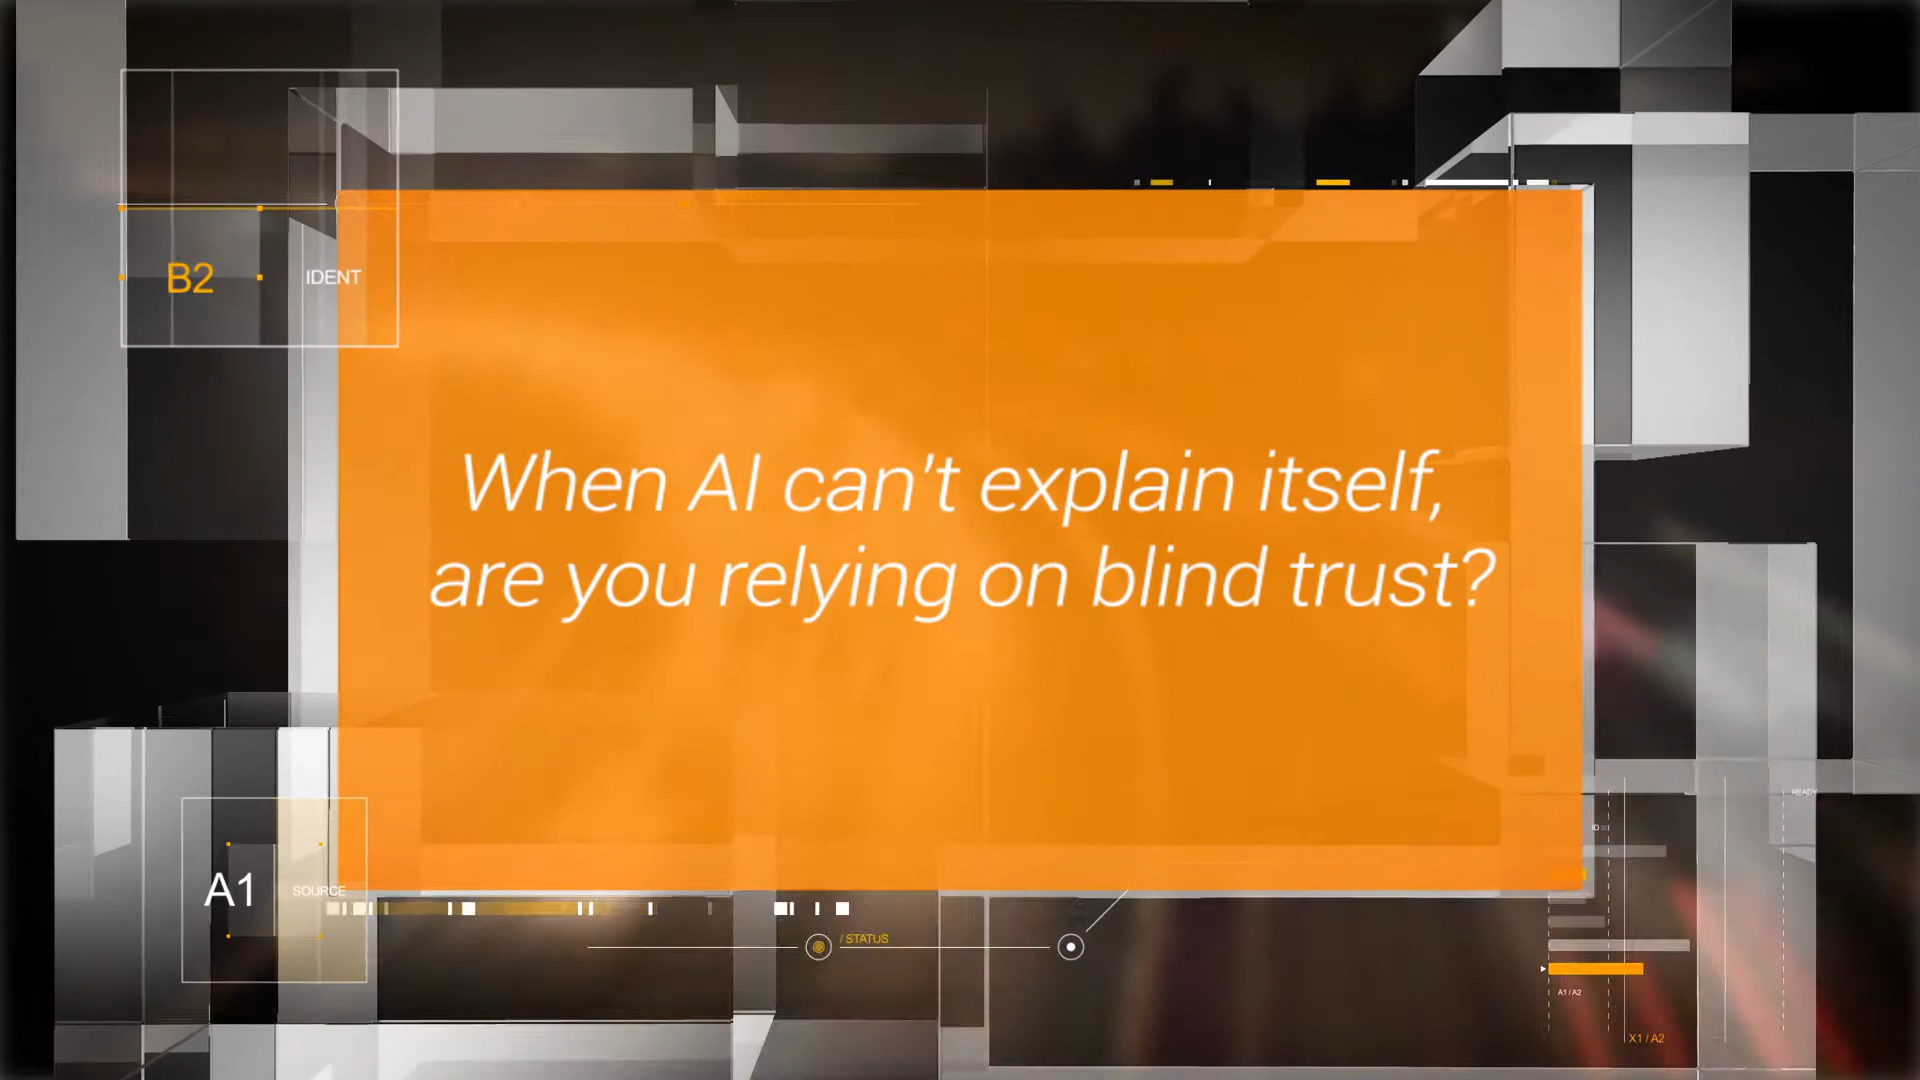 B2
IDENT
When AI can't explain itself,
are you relying on blind trust?
READY
ID
A1
SOURCE
/ STATUS
A1 / A2
X1 / A2